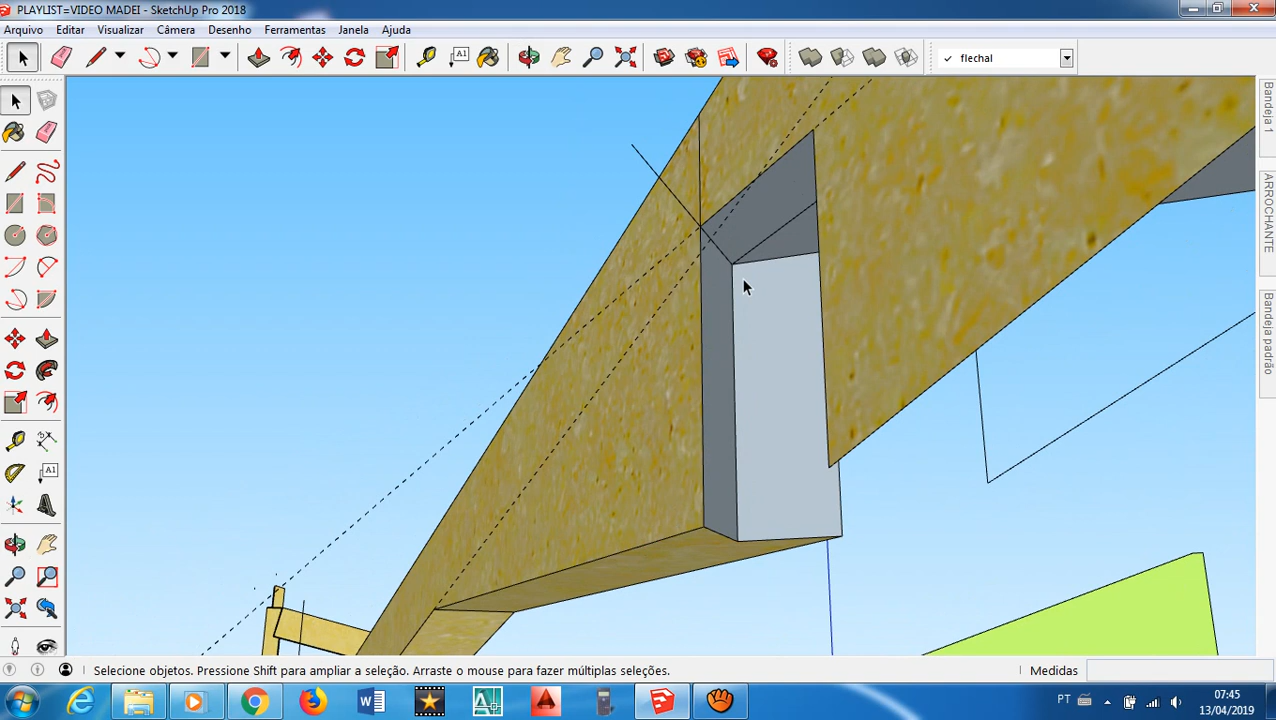 PLAYLIST=VIDEO MADEI - SketchUp Pro 2018
Arquivo Editar Visualizar Câmera Desenho Ferramentas Janela Ajuda
A1
✓ flechal
Bandeja 1
ARROCHANTE
Bandeja padrão
A1
Selecione objetos. Pressione Shift para ampliar a seleção. Arraste o mouse para fazer múltiplas seleções.
Medidas
PT
07:45
13/04/2019